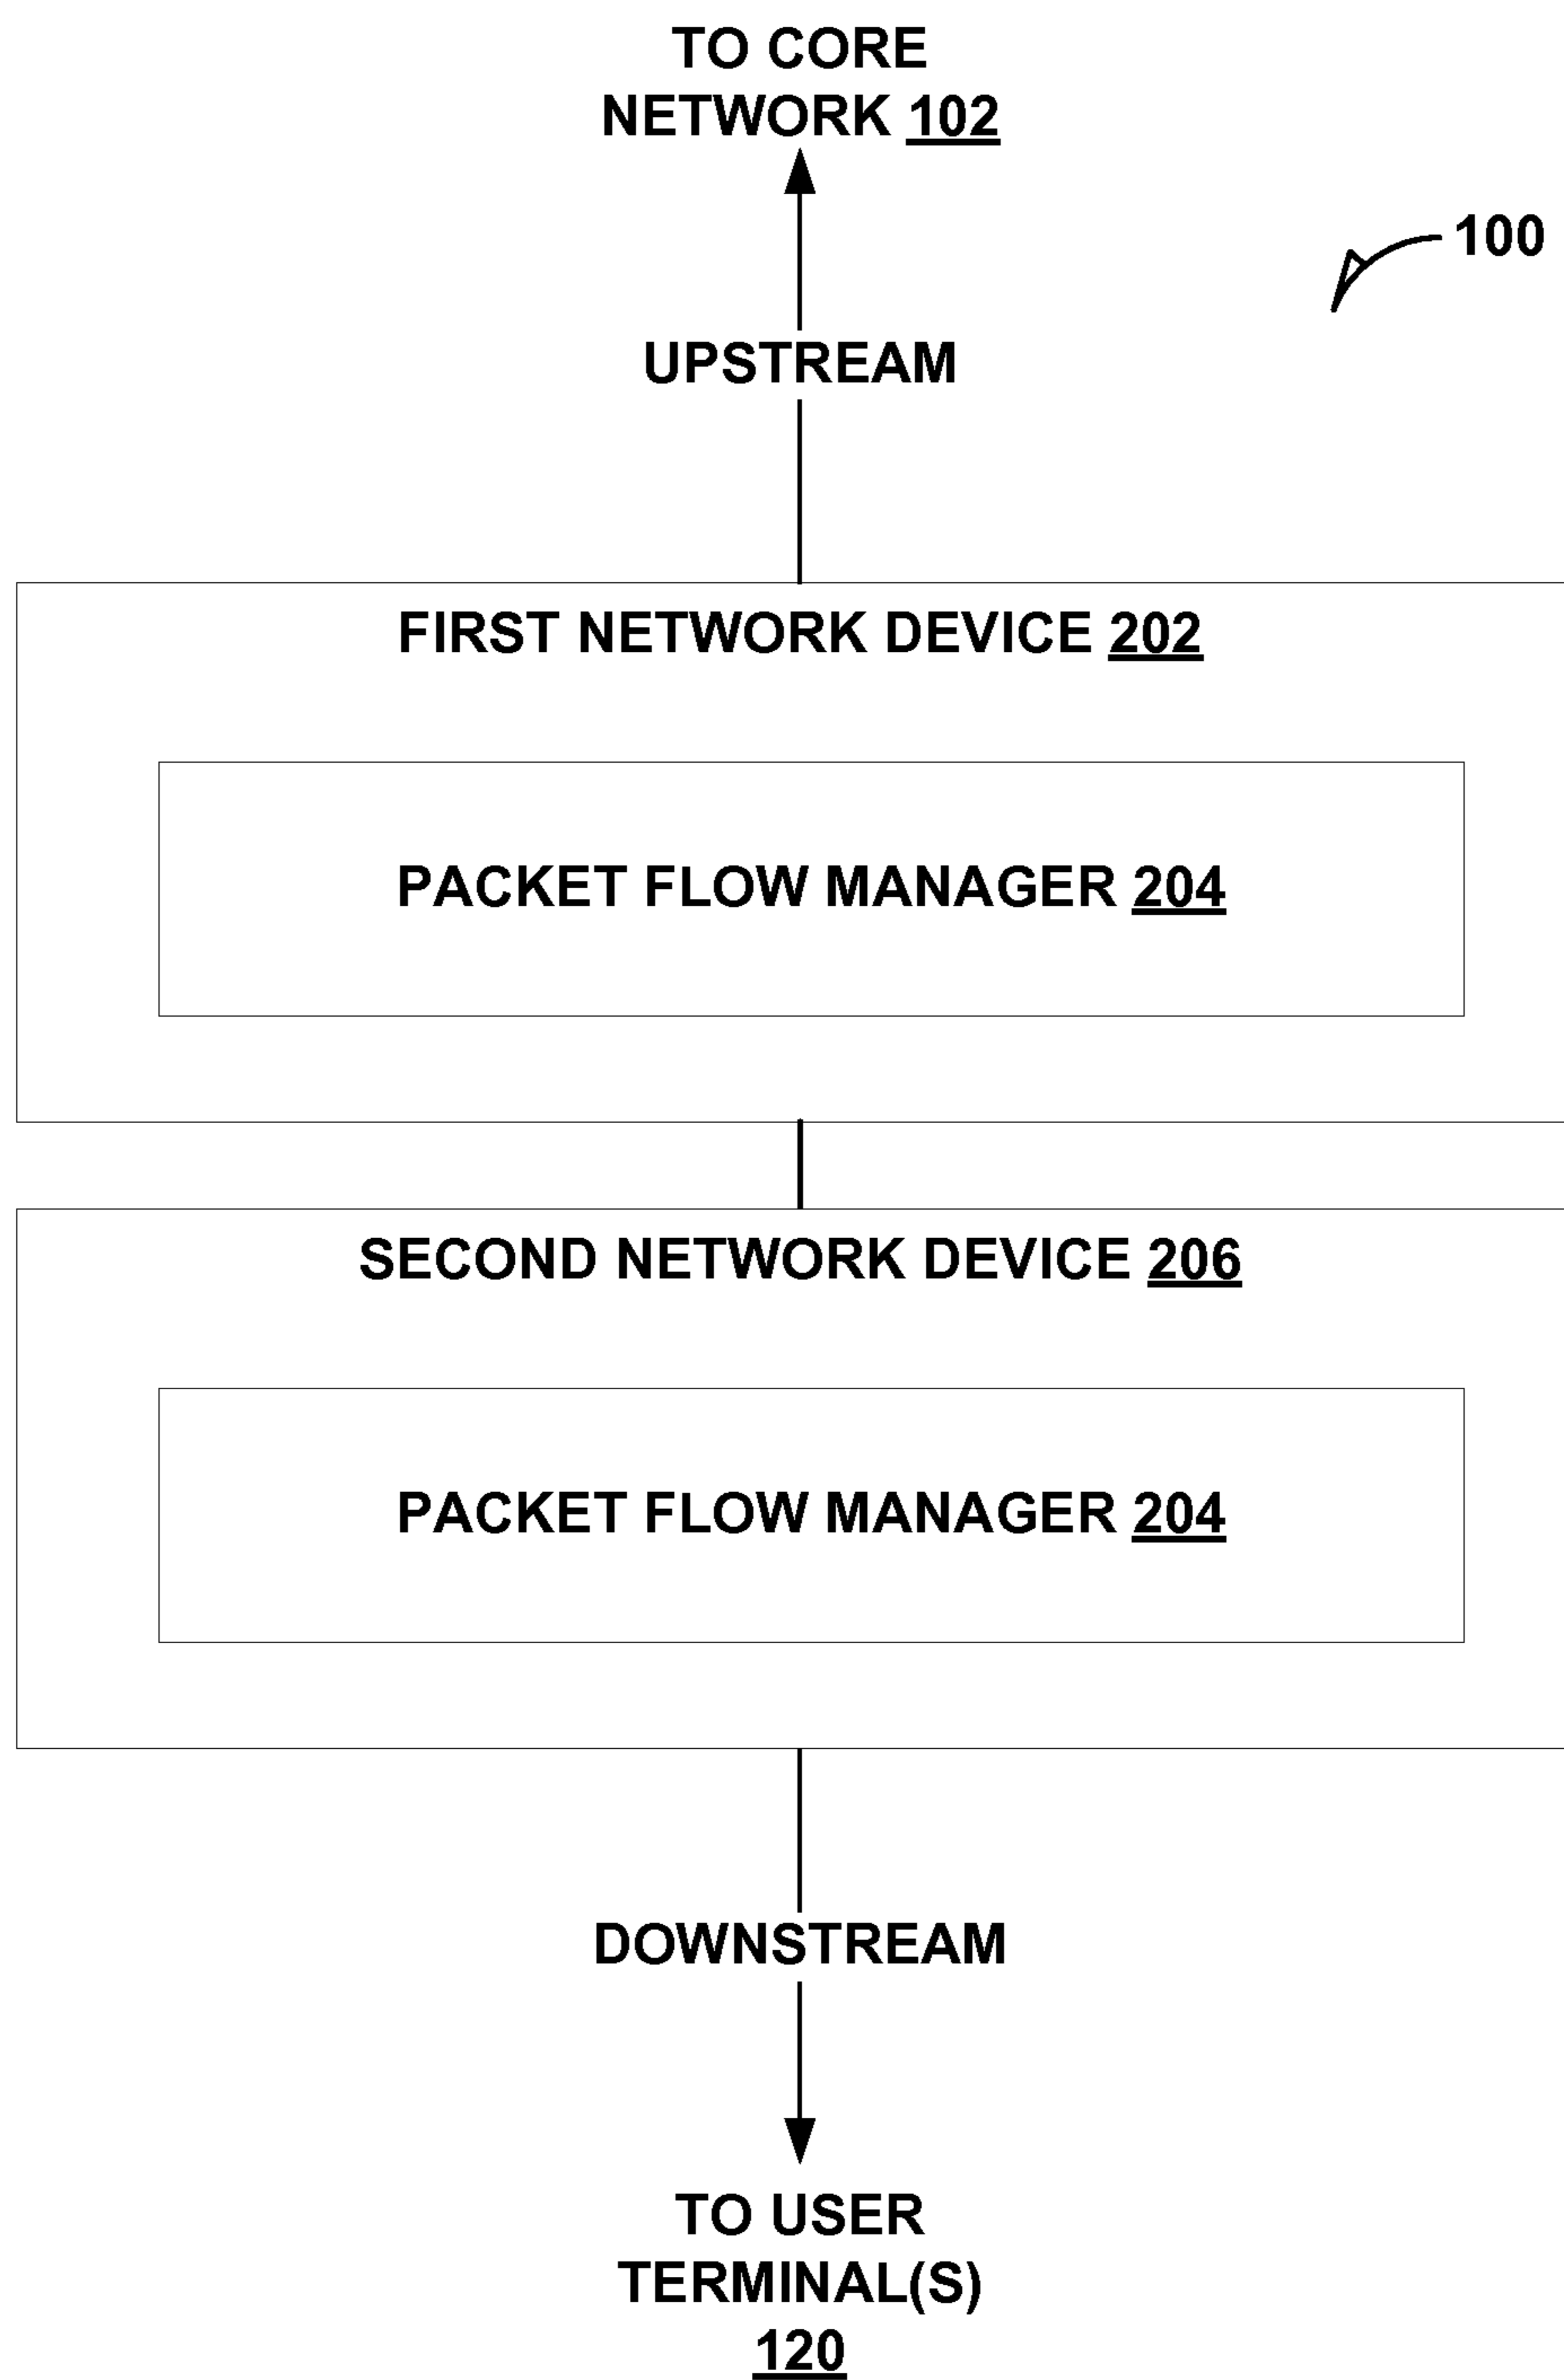 TO CORE
NETWORK 102
100
UPSTREAM
FIRST NETWORK DEVICE 202
PACKET FLOW MANAGER 204
SECOND NETWORK DEVICE 206
PACKET FLOW MANAGER 204
DOWNSTREAM
TO USER
TERMINAL(S)
120